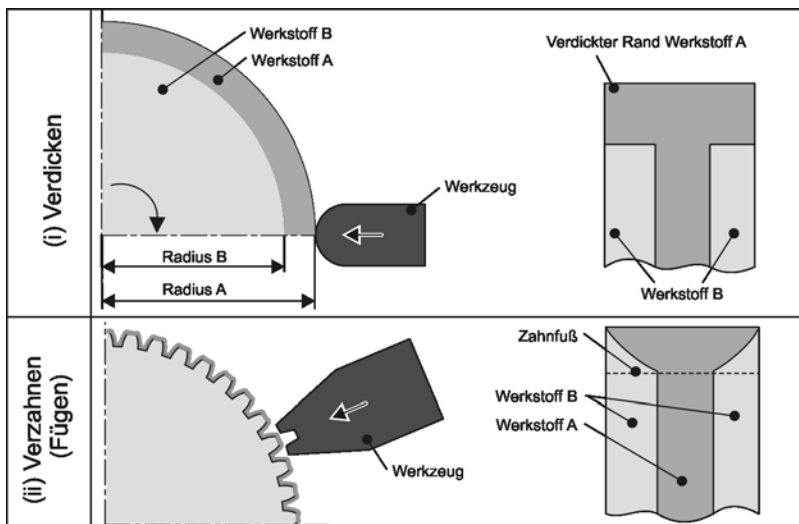 (i) Verdicken
Werkstoff B
Werkstoff A
Werkzeug
Radius B
Radius A
Verdickter Rand Werkstoff A
Werkstoff B
(ii) Verzahnen
(Fügen)
Werkzeug
Zahnfuß
Werkstoff B
Werkstoff A